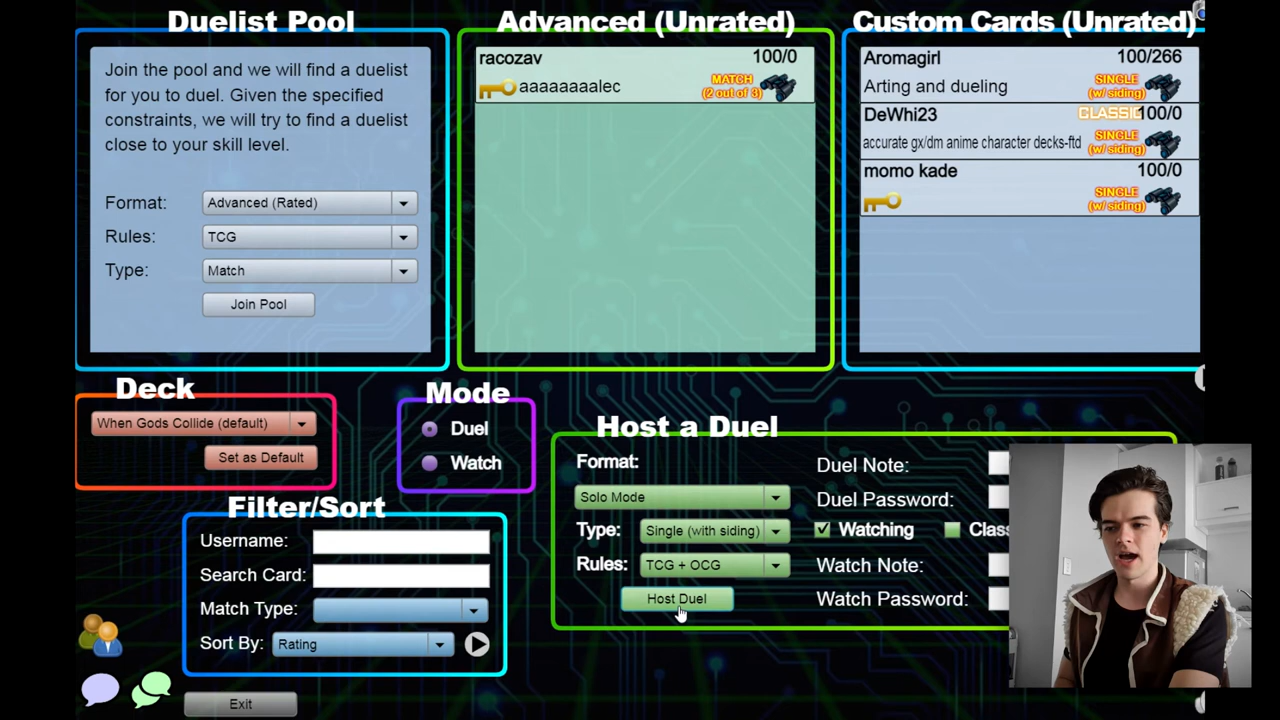 Duelist Pool
Join the pool and we will find a duelist
for you to duel. Given the specified
constraints, we will try to find a duelist
close to your skill level.
Format: Advanced (Rated)
Rules: TCG
Type: Match
Join Pool
Advanced (Unrated)
racozav 100/0
aaaaaaaalec MATCH
(2 out of 3)
Custom Cards (Unrated)
Aromagirl 100/266
Arting and dueling SINGLE
(w/ siding)
DeWhi23 CLASSIC 100/0
accurate gx/dm anime character decks-ftd SINGLE
(w/ siding)
momo kade 100/0
SINGLE
(w/ siding)
Deck
When Gods Collide (default)
Set as Default
Mode
Duel
Watch
Filter/Sort
Username:
Search Card:
Match Type:
Sort By: Rating
Exit
Host a Duel
Format:
Solo Mode
Type: Single (with siding)
Rules: TCG + OCG
Host Duel
Duel Note:
Duel Password:
Watching Class
Watch Note:
Watch Password: